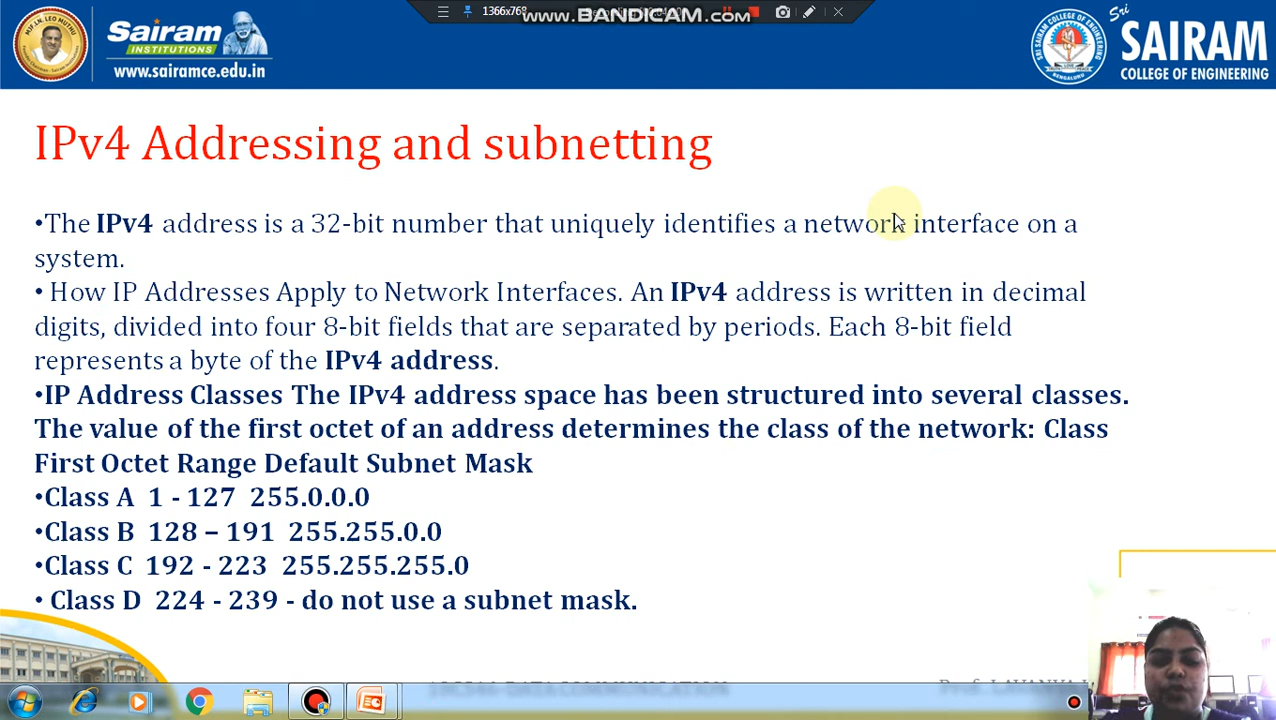 1366x768
www.BANDICAM.com
MJF. LN. LEO MUTHU
Sairam
INSTITUTIONS
www.sairamce.edu.in
Sri
SAIRAM
COLLEGE OF ENGINEERING
BENGALURU
IPv4 Addressing and subnetting
•The IPv4 address is a 32-bit number that uniquely identifies a network interface on a
system.
• How IP Addresses Apply to Network Interfaces. An IPv4 address is written in decimal
digits, divided into four 8-bit fields that are separated by periods. Each 8-bit field
represents a byte of the IPv4 address.
•IP Address Classes The IPv4 address space has been structured into several classes.
The value of the first octet of an address determines the class of the network: Class
First Octet Range Default Subnet Mask
•Class A 1 - 127 255.0.0.0
•Class B 128 – 191 255.255.0.0
•Class C 192 - 223 255.255.255.0
• Class D 224 - 239 - do not use a subnet mask.